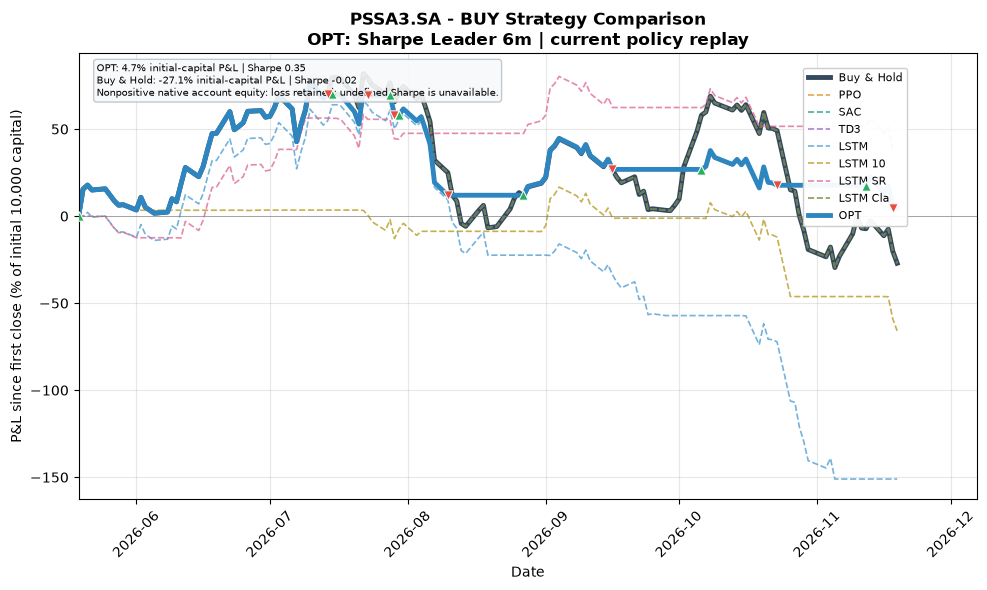 PSSA3.SA - BUY Strategy Comparison
OPT: Sharpe Leader 6m | current policy replay
OPT: 4.7% initial-capital P&L | Sharpe 0.35
Buy & Hold: -27.1% initial-capital P&L | Sharpe -0.02
Nonpositive native account equity: loss retained; undefined Sharpe is unavailable.
Buy & Hold
PPO
SAC
TD3
LSTM
LSTM 10
LSTM SR
LSTM Cla
OPT
P&L since first close (% of initial 10,000 capital)
50
0
−50
−100
−150
2026-06
2026-07
2026-08
2026-09
2026-10
2026-11
2026-12
Date